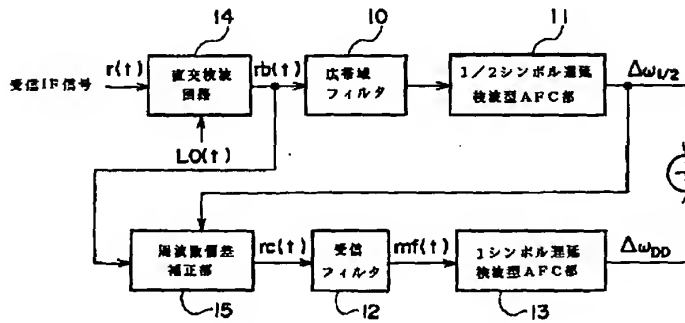 14
10
11
受信IF信号
r(t)
直交検波
回路
rb(t)
広帯域
フィルタ
1/2シンボル遅延
検波型AFC部
Δω1/2
LO(t)
周波数偏差
補正部
rc(t)
受信
フィルタ
mf(t)
1シンボル遅延
検波型AFC部
ΔωDD
15
12
13